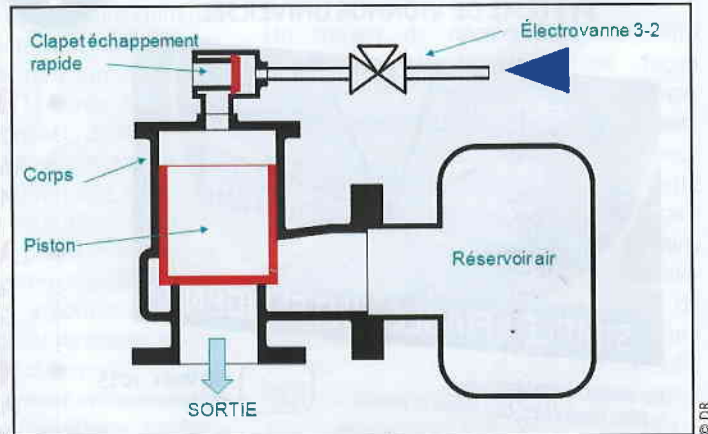 Électrovanne 3-2
Clapet échappement
rapide
Corps
Piston
Réservoir air
SORTIE
© DR